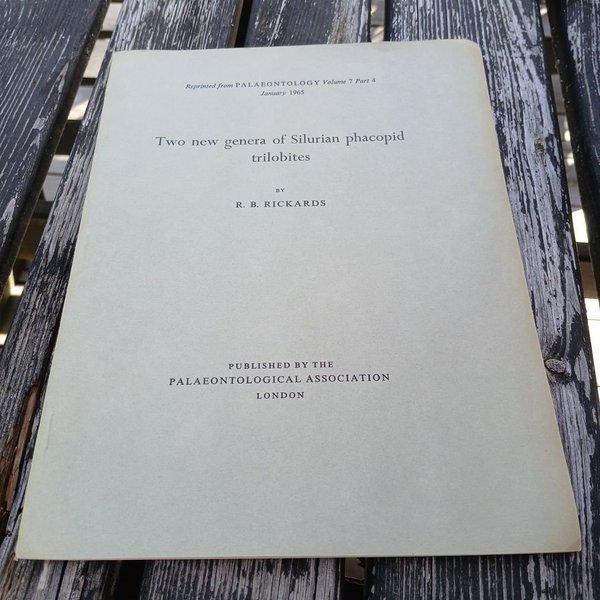 Reprinted from PALAEONTOLOGY Volume 7 Part 4
January 1965
Two new genera of Silurian phacopid
trilobites
BY
R. B. RICKARDS
PUBLISHED BY THE
PALAEONTOLOGICAL ASSOCIATION
LONDON